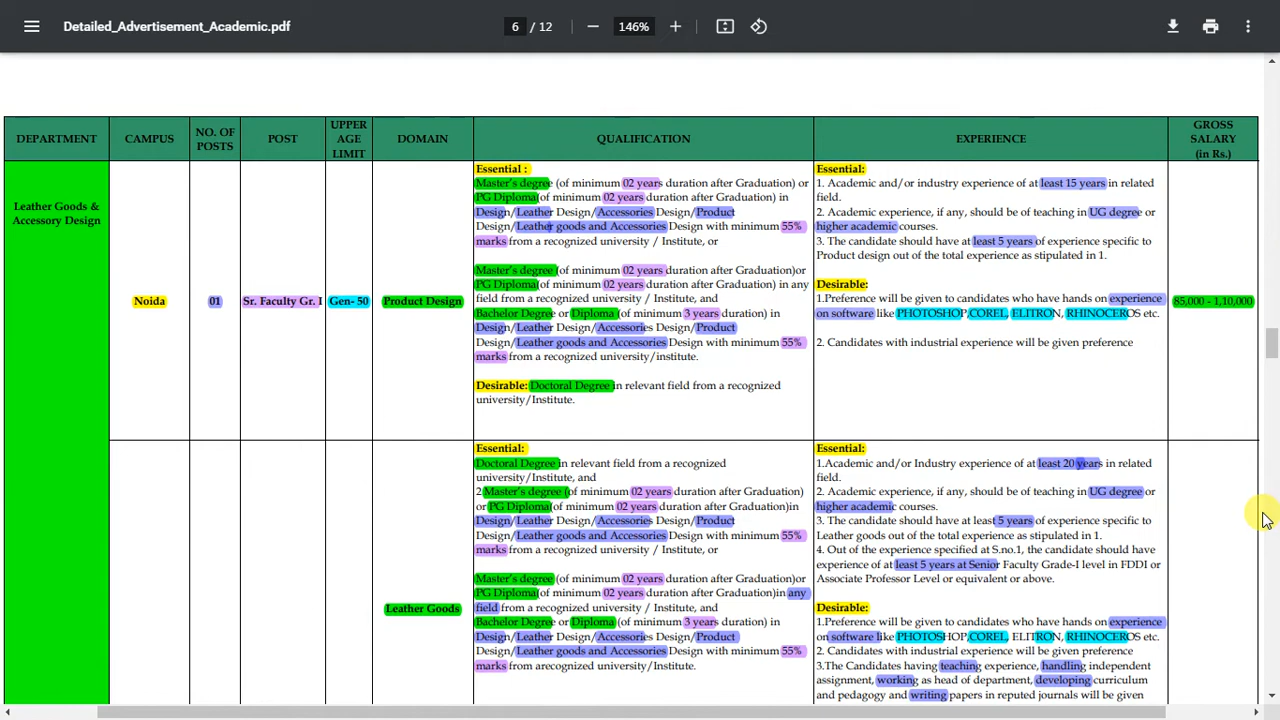 Detailed_Advertisement_Academic.pdf
6 / 12
146%
DEPARTMENT
CAMPUS
NO. OF
POSTS
POST
UPPER
AGE
LIMIT
DOMAIN
QUALIFICATION
EXPERIENCE
GROSS
SALARY
(in Rs.)
Leather Goods &
Accessory Design
Noida
01
Sr. Faculty Gr. I
Gen- 50
Product Design
Essential :
Master's degree (of minimum 02 years duration after Graduation) or
PG Diploma(of minimum 02 years duration after Graduation) in
Design/Leather Design/Accessories Design/Product
Design/Leather goods and Accessories Design with minimum 55%
marks from a recognized university / Institute, or
Master's degree (of minimum 02 years duration after Graduation)or
PG Diploma(of minimum 02 years duration after Graduation) in any
field from a recognized university / Institute, and
Bachelor Degree or Diploma (of minimum 3 years duration) in
Design/Leather Design/Accessories Design/Product
Design/Leather goods and Accessories Design with minimum 55%
marks from a recognized university/institute.
Desirable: Doctoral Degree in relevant field from a recognized
university/Institute.
Essential:
1. Academic and/or industry experience of at least 15 years in related
field.
2. Academic experience, if any, should be of teaching in UG degree or
higher academic courses.
3. The candidate should have at least 5 years of experience specific to
Product design out of the total experience as stipulated in 1.
Desirable:
1.Preference will be given to candidates who have hands on experience
on software like PHOTOSHOP,COREL, ELITRON, RHINOCEROS etc.
2. Candidates with industrial experience will be given preference
85,000 - 1,10,000
Leather Goods
Essential:
Doctoral Degree in relevant field from a recognized
university/Institute, and
2 Master's degree (of minimum 02 years duration after Graduation)
or PG Diploma(of minimum 02 years duration after Graduation)in
Design/Leather Design/Accessories Design/Product
Design/Leather goods and Accessories Design with minimum 55%
marks from a recognized university / Institute, or
Master's degree (of minimum 02 years duration after Graduation)or
PG Diploma(of minimum 02 years duration after Graduation)in any
field from a recognized university / Institute, and
Bachelor Degree or Diploma (of minimum 3 years duration) in
Design/Leather Design/Accessories Design/Product
Design/Leather goods and Accessories Design with minimum 55%
marks from arecognized university/Institute.
Essential:
1.Academic and/or Industry experience of at least 20 years in related
field.
2. Academic experience, if any, should be of teaching in UG degree or
higher academic courses.
3. The candidate should have at least 5 years of experience specific to
Leather goods out of the total experience as stipulated in 1.
4. Out of the experience specified at S.no.1, the candidate should have
experience of at least 5 years at Senior Faculty Grade-I level in FDDI or
Associate Professor Level or equivalent or above.
Desirable:
1.Preference will be given to candidates who have hands on experience
on software like PHOTOSHOP,COREL, ELITRON, RHINOCEROS etc.
2. Candidates with industrial experience will be given preference
3.The Candidates having teaching experience, handling independent
assignment, working as head of department, developing curriculum
and pedagogy and writing papers in reputed journals will be given